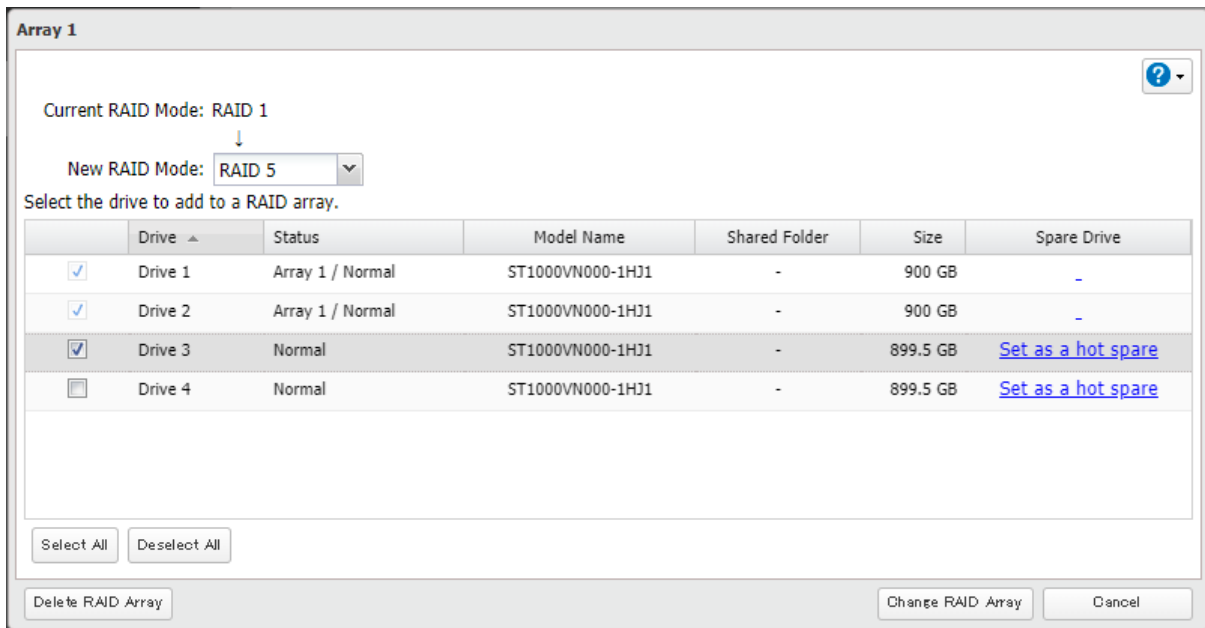 Array 1
?
Current RAID Mode: RAID 1
↓
New RAID Mode: RAID 5
Select the drive to add to a RAID array.
Drive Status Model Name Shared Folder Size Spare Drive
Drive 1 Array 1 / Normal ST1000VN000-1HJ1 - 900 GB -
Drive 2 Array 1 / Normal ST1000VN000-1HJ1 - 900 GB -
Drive 3 Normal ST1000VN000-1HJ1 - 899.5 GB Set as a hot spare
Drive 4 Normal ST1000VN000-1HJ1 - 899.5 GB Set as a hot spare
Select All Deselect All
Delete RAID Array Change RAID Array Cancel